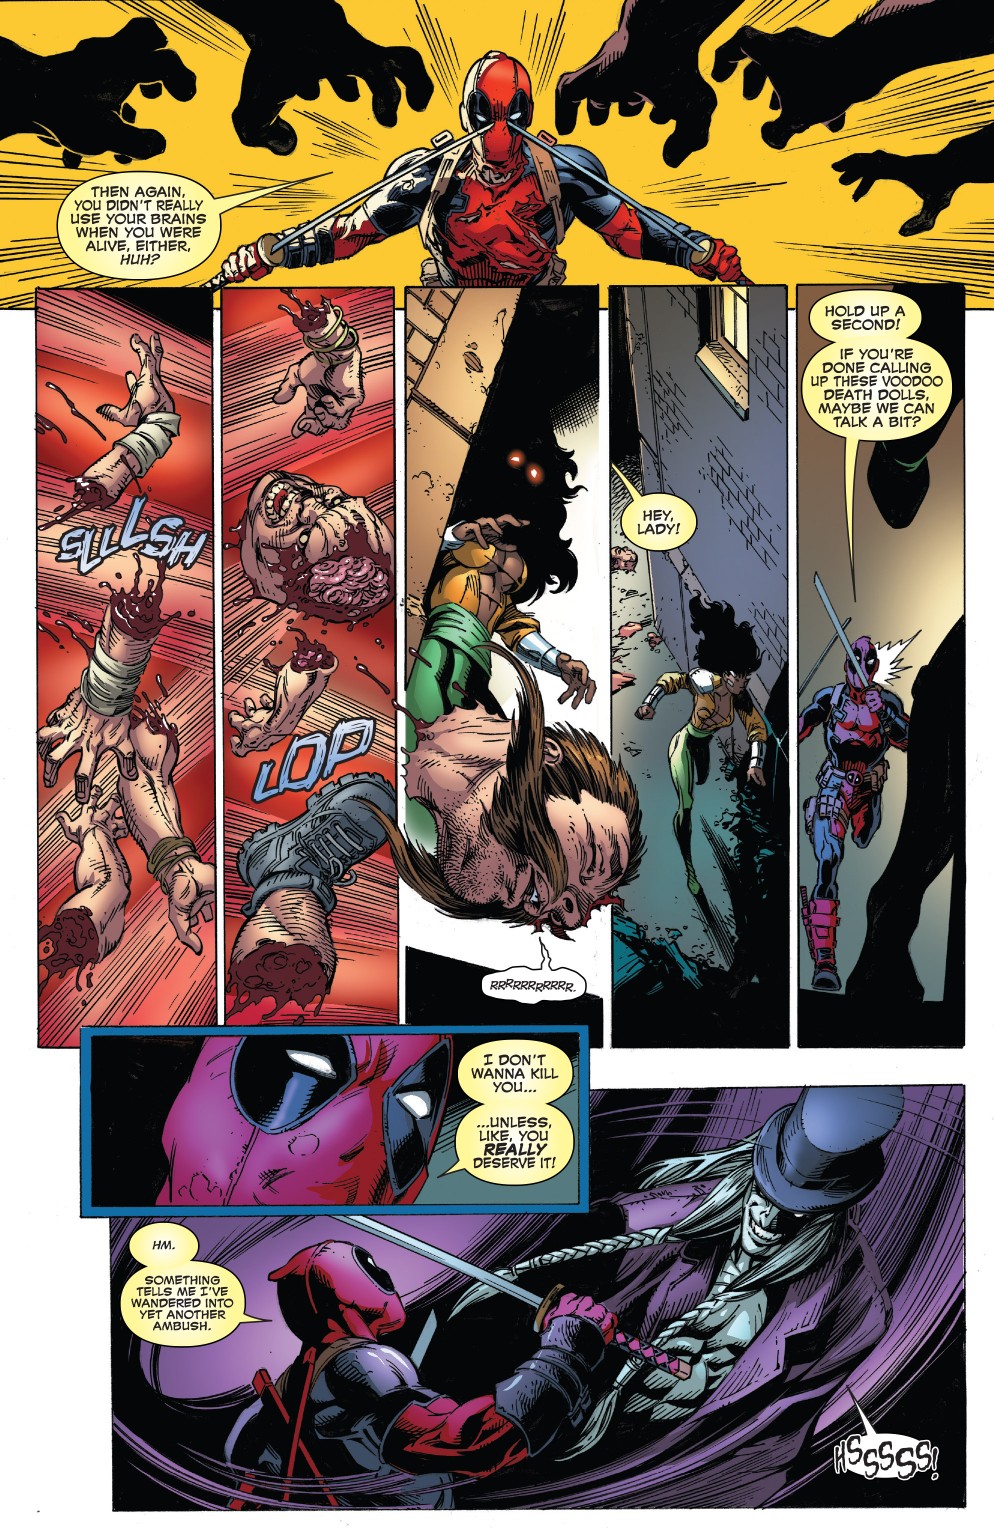 THEN AGAIN,
YOU DIDN'T REALLY
USE YOUR BRAINS
WHEN YOU WERE
ALIVE, EITHER,
HUH?
SLLLSH
LOP
RRRRRRRRRRR.
HEY,
LADY!
HOLD UP A
SECOND!
IF YOU'RE
DONE CALLING
UP THESE VOODOO
DEATH DOLLS,
MAYBE WE CAN
TALK A BIT?
I DON'T
WANNA KILL
YOU...
...UNLESS,
LIKE, YOU
REALLY
DESERVE IT!
HM.
SOMETHING
TELLS ME I'VE
WANDERED INTO
YET ANOTHER
AMBUSH.
HSSSSS!